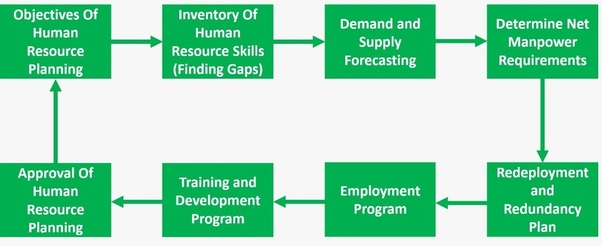 Objectives Of
Human
Resource
Planning
Inventory Of
Human
Resource Skills
(Finding Gaps)
Demand and
Supply
Forecasting
Determine Net
Manpower
Requirements
Redeployment
and
Redundancy
Plan
Employment
Program
Training and
Development
Program
Approval Of
Human
Resource
Planning